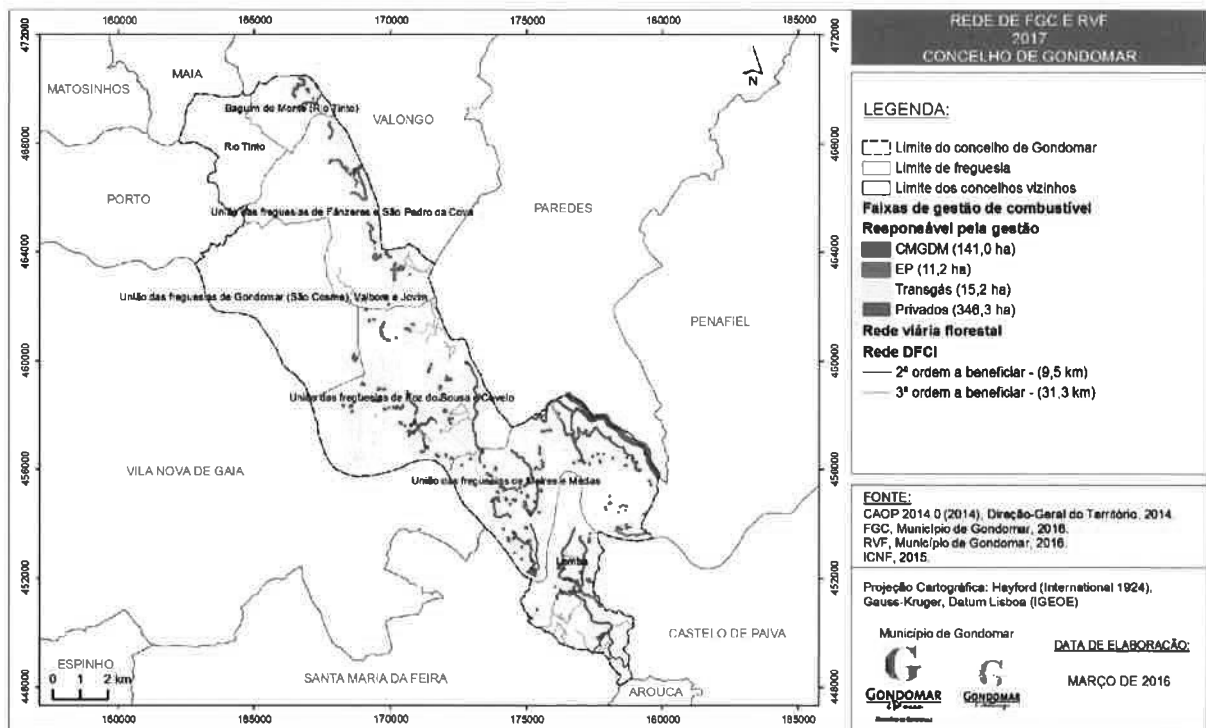 160000 165000 170000 175000 160000 185000
472000
468000
464000
460000
456000
452000
448000
MAIA
MATOSINHOS
Baguim do Monte (Rio Tinto)
VALONGO
Rio Tinto
PORTO
PAREDES
União das freguesias de Fânzeres e São Pedro da Cova
União das freguesias de Gondomar (São Cosme), Valbom e Jovim
PENAFIEL
União das freguesias de Foz do Sousa e Covelo
VILA NOVA DE GAIA
União das freguesias de Melres e Medas
Lomba
CASTELO DE PAIVA
ESPINHO
SANTA MARIA DA FEIRA
AROUCA
N
0 1 2 km
160000 165000 170000 175000 160000 185000
REDE DE FGC E RVF
2017
CONCELHO DE GONDOMAR
LEGENDA:
Limite do concelho de Gondomar
Limite de freguesia
Limite dos concelhos vizinhos
Faixas de gestão de combustível
Responsável pela gestão
CMGDM (141,0 ha)
EP (11,2 ha)
Transgás (15,2 ha)
Privados (346,3 ha)
Rede viária florestal
Rede DFCI
2ª ordem a beneficiar - (9,5 km)
3ª ordem a beneficiar - (31,3 km)
FONTE:
CAOP 2014.0 (2014), Direção-Geral do Território, 2014.
FGC, Município de Gondomar, 2016.
RVF, Município de Gondomar, 2016.
ICNF, 2015.
Projeção Cartográfica: Hayford (International 1924),
Gauss-Kruger, Datum Lisboa (IGEOE)
Município de Gondomar
DATA DE ELABORAÇÃO:
MARÇO DE 2016
G
GONDOMAR
G
GONDOMAR